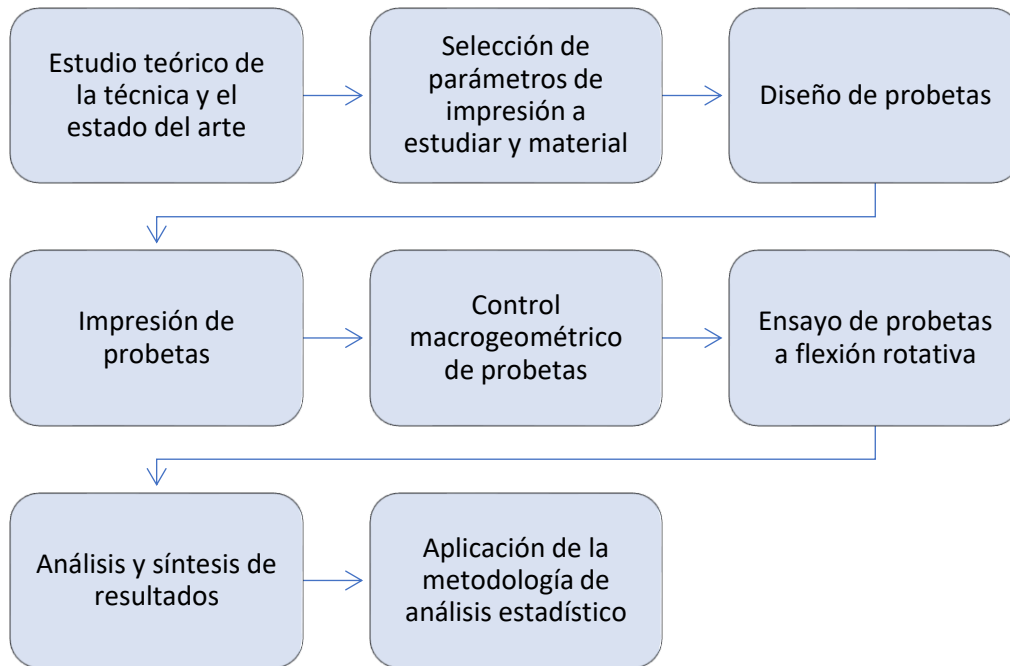 Estudio teórico de
la técnica y el
estado del arte
Selección de
parámetros de
impresión a
estudiar y material
Diseño de probetas
Impresión de
probetas
Control
macrogeométrico
de probetas
Ensayo de probetas
a flexión rotativa
Análisis y síntesis de
resultados
Aplicación de la
metodología de
análisis estadístico